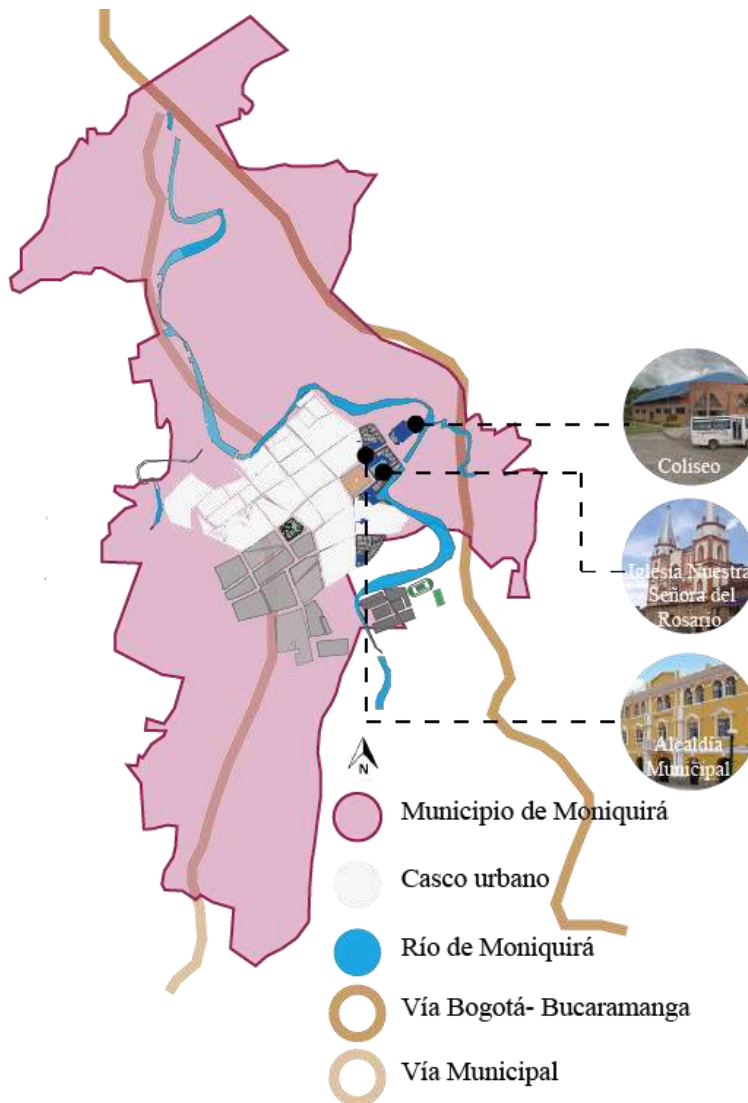 Coliseo
Iglesia Nuestra
Señora del
Rosario
Alcaldía
Municipal
N
Municipio de Moniquirá
Casco urbano
Río de Moniquirá
Vía Bogotá- Bucaramanga
Vía Municipal